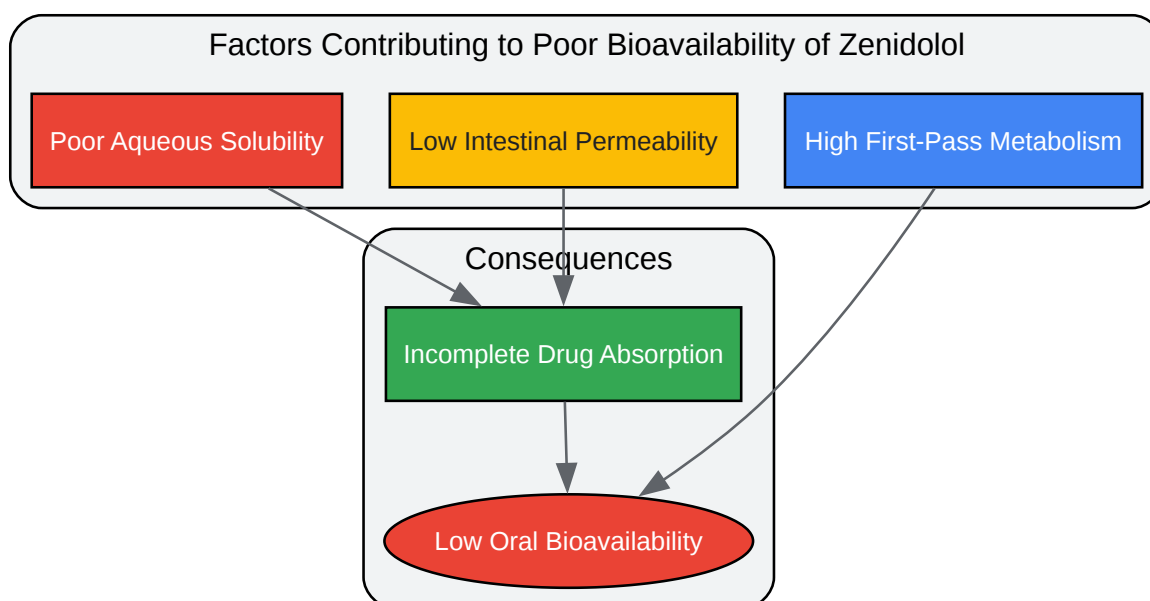 Factors Contributing to Poor Bioavailability of Zenidolol
Poor Aqueous Solubility
Low Intestinal Permeability
High First-Pass Metabolism
Consequences
Incomplete Drug Absorption
Low Oral Bioavailability